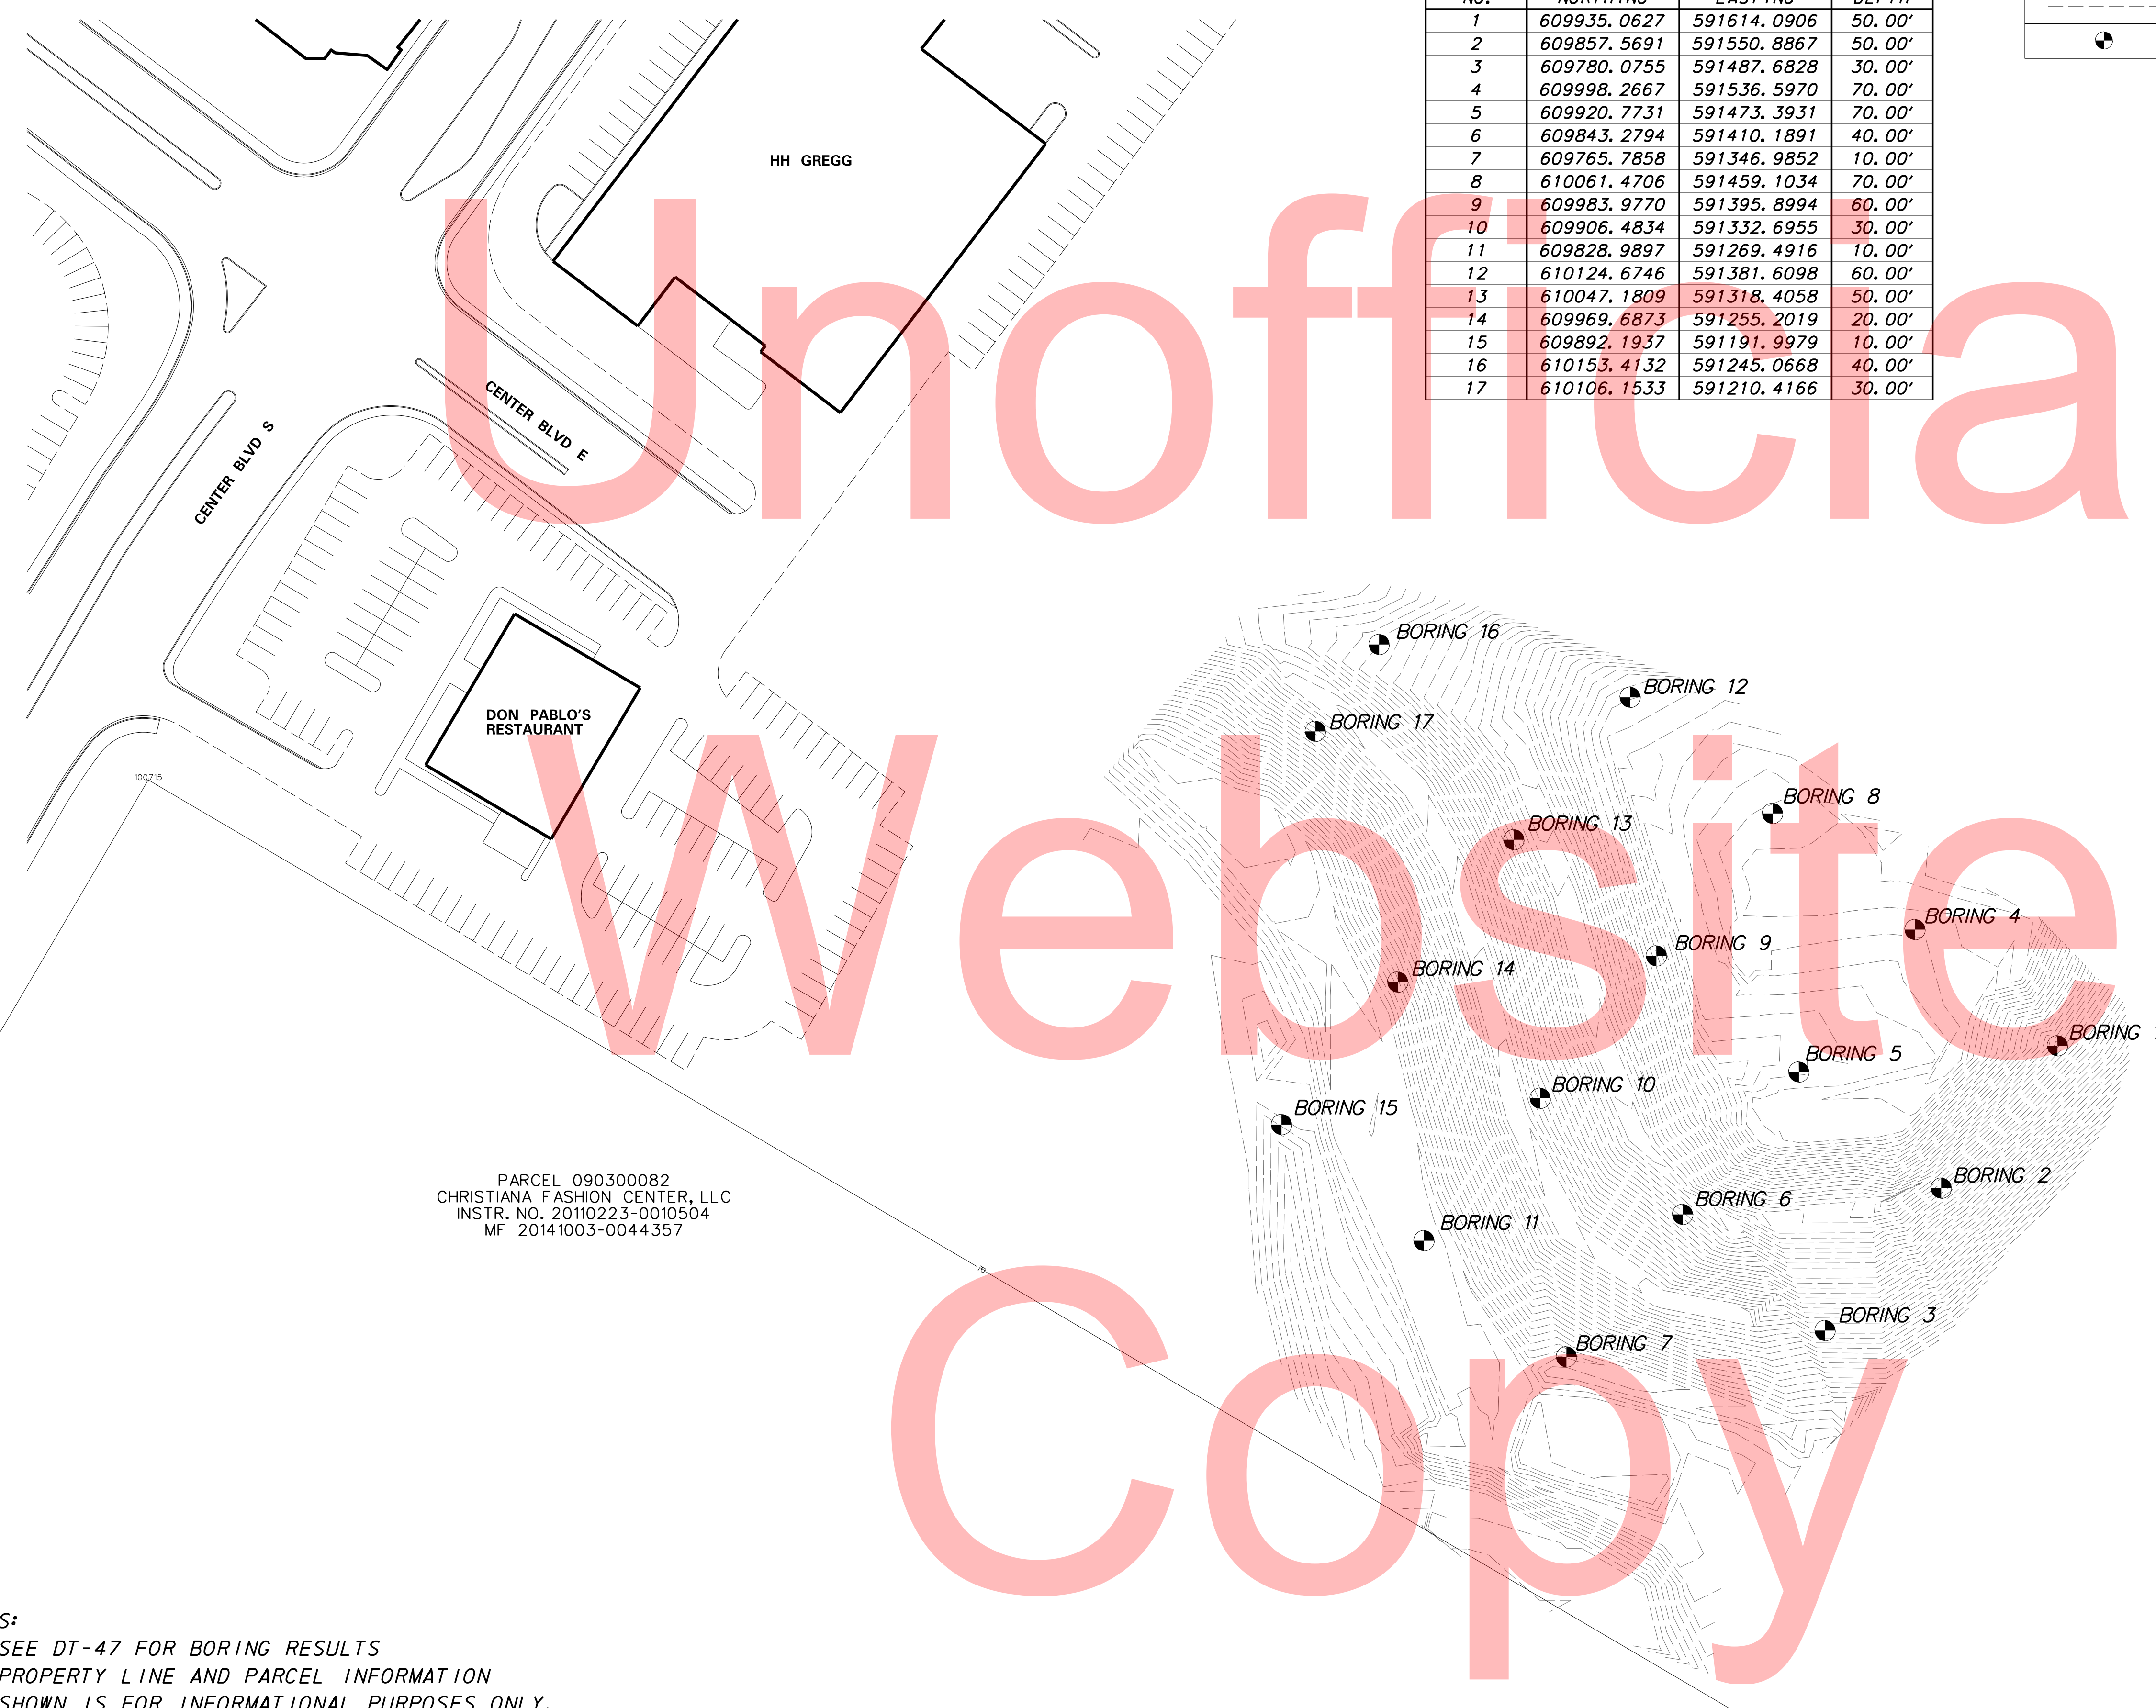 NO. NORTHING EASTING DEPTH
1 609935.0627 591614.0906 50.00'
2 609857.5691 591550.8867 50.00'
3 609780.0755 591487.6828 30.00'
4 609998.2667 591536.5970 70.00'
5 609920.7731 591473.3931 70.00'
6 609843.2794 591410.1891 40.00'
7 609765.7858 591346.9852 10.00'
8 610061.4706 591459.1034 70.00'
9 609983.9770 591395.8994 60.00'
10 609906.4834 591332.6955 30.00'
11 609828.9897 591269.4916 10.00'
12 610124.6746 591381.6098 60.00'
13 610047.1809 591318.4058 50.00'
14 609969.6873 591255.2019 20.00'
15 609892.1937 591191.9979 10.00'
16 610153.4132 591245.0668 40.00'
17 610106.1533 591210.4166 30.00'
HH GREGG
Unofficia
CENTER BLVD E
CENTER BLVD S
BORING 16
BORING 12
DON PABLO'S
RESTAURANT
BORING 17
100715
BORING 8
BORING 13
Website
BORING 4
BORING 9
BORING 14
BORING
BORING 5
BORING 10
BORING 15
PARCEL 090300082
CHRISTIANA FASHION CENTER, LLC
INSTR. NO. 20110223-0010504
MF 20141003-0044357
BORING 2
BORING 6
BORING 11
BORING 3
BORING 7
Copy
S:
SEE DT-47 FOR BORING RESULTS
PROPERTY LINE AND PARCEL INFORMATION
SHOWN IS FOR INFORMATIONAL PURPOSES ONLY.